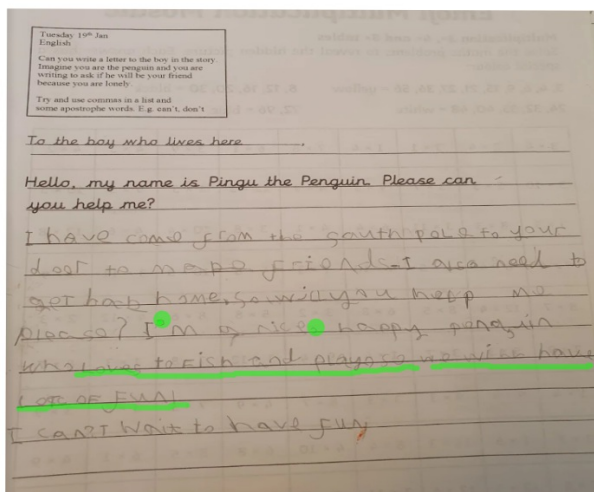 Tuesday 19th Jan
English
Can you write a letter to the boy in the story.
Imagine you are the penguin and you are
writing to ask if he will be your friend
because you are lonely.
Try and use commas in a list and
some apostrophe words. E.g. can't, don't
To the boy who lives here.
Hello, my name is Pingu the Penguin. Please can
you help me?
I have come from the south pole to your
door to make friends. I also need to
get back home, so will you help me
please? I'm a nice, happy penguin
who loves to fish and play we will have
lots of fun!
I can't wait to have fun